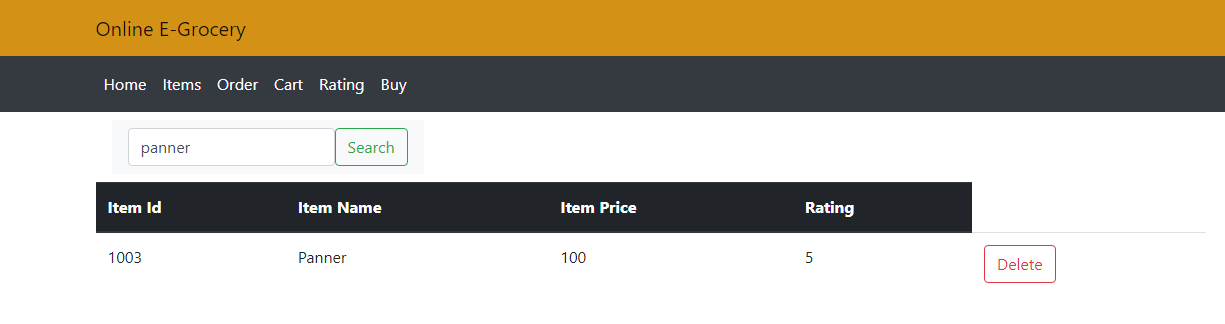 Online E-Grocery
Home Items Order Cart Rating Buy
panner Search
Item Id Item Name Item Price Rating
1003 Panner 100 5 Delete